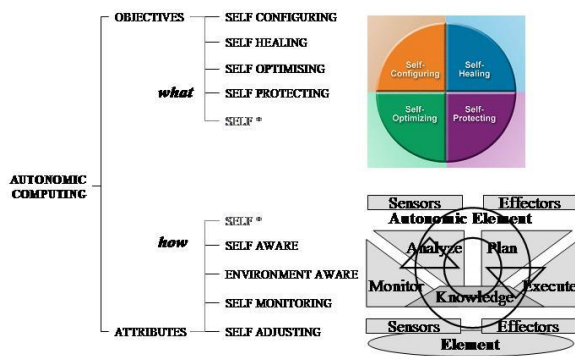 OBJECTIVES
SELF CONFIGURING
SELF HEALING
SELF OPTIMISING
what
SELF PROTECTING
SELF *
AUTONOMIC
COMPUTING
SELF *
how
SELF AWARE
ENVIRONMENT AWARE
SELF MONITORING
ATTRIBUTES
SELF ADJUSTING
Self-
Configuring
Self-
Healing
Self-
Optimizing
Self-
Protecting
Sensors
Effectors
Autonomic Element
Analyze
Plan
Monitor
Execute
Knowledge
Sensors
Effectors
Element